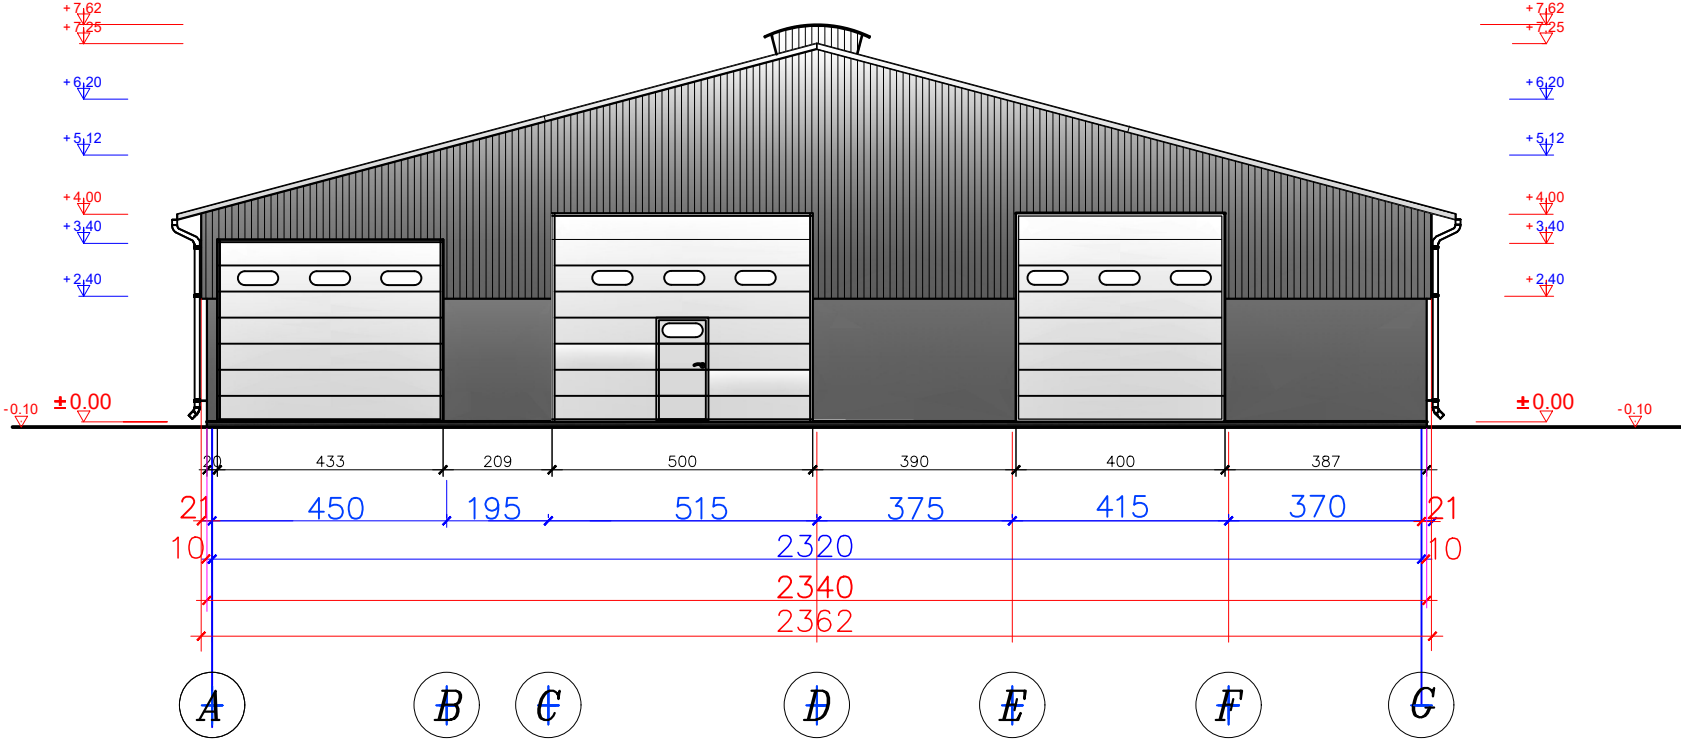 +7,62 +7,62
+7,25 +7,25
+6,20 +6,20
+5,12 +5,12
+4,00 +4,00
+3,40 +3,40
+2,40 +2,40
-0.10 ±0.00 ±0.00 -0.10
20 433 209 500 390 400 387
21 450 195 515 375 415 370 21
10 2320 10
2340
2362
A B C D E F G